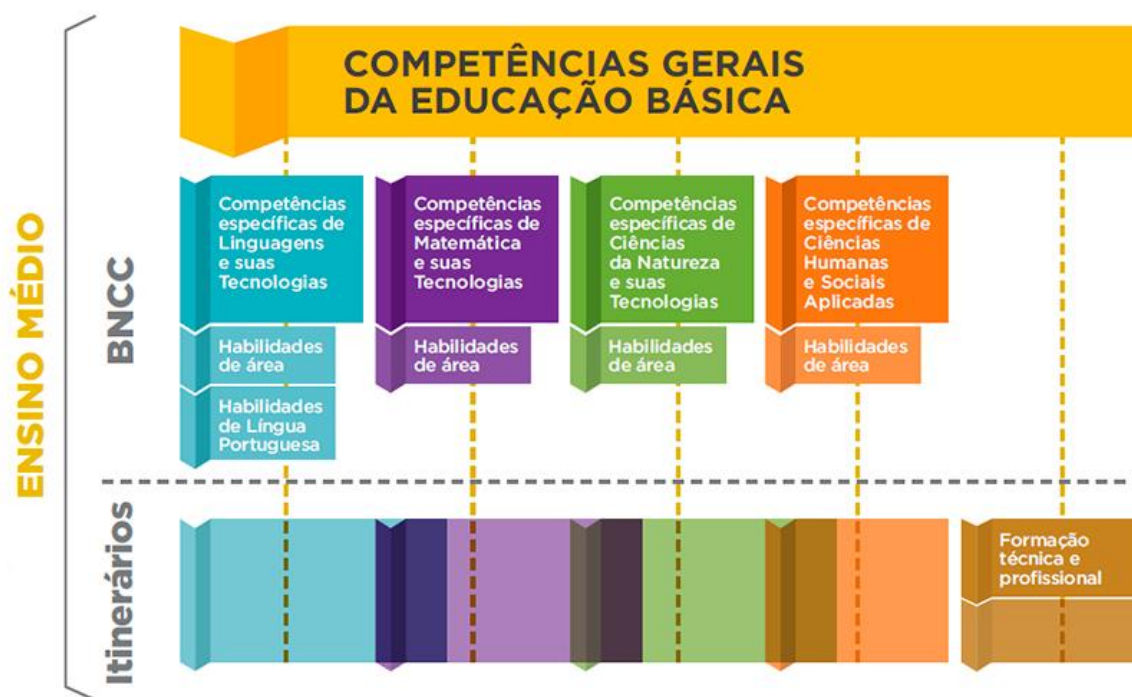 ENSINO MÉDIO
BNCC
COMPETÊNCIAS GERAIS
DA EDUCAÇÃO BÁSICA
Competências
específicas de
Linguagens
e suas
Tecnologias
Habilidades
de área
Habilidades
de Língua
Portuguesa
Competências
específicas de
Matemática
e suas
Tecnologias
Habilidades
de área
Competências
específicas de
Ciências
da Natureza
e suas
Tecnologias
Habilidades
de área
Competências
específicas de
Ciências
Humanas
e Sociais
Aplicadas
Habilidades
de área
Itinerários
Formação
técnica e
profissional